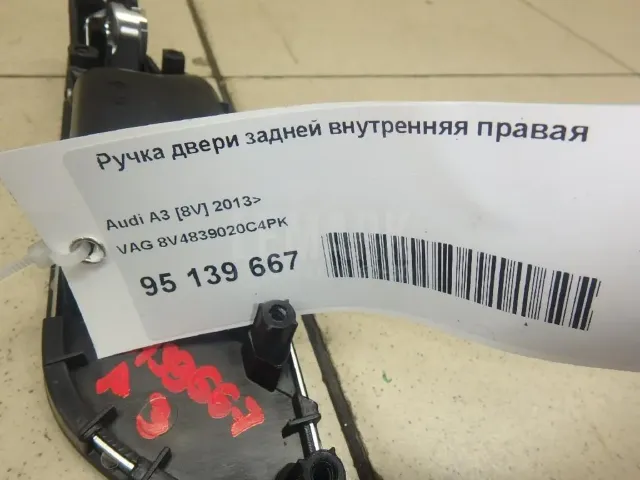 Ручка двери задней внутренняя правая
Audi A3 [8V] 2013>
VAG 8V4839020C4PK
95 139 667